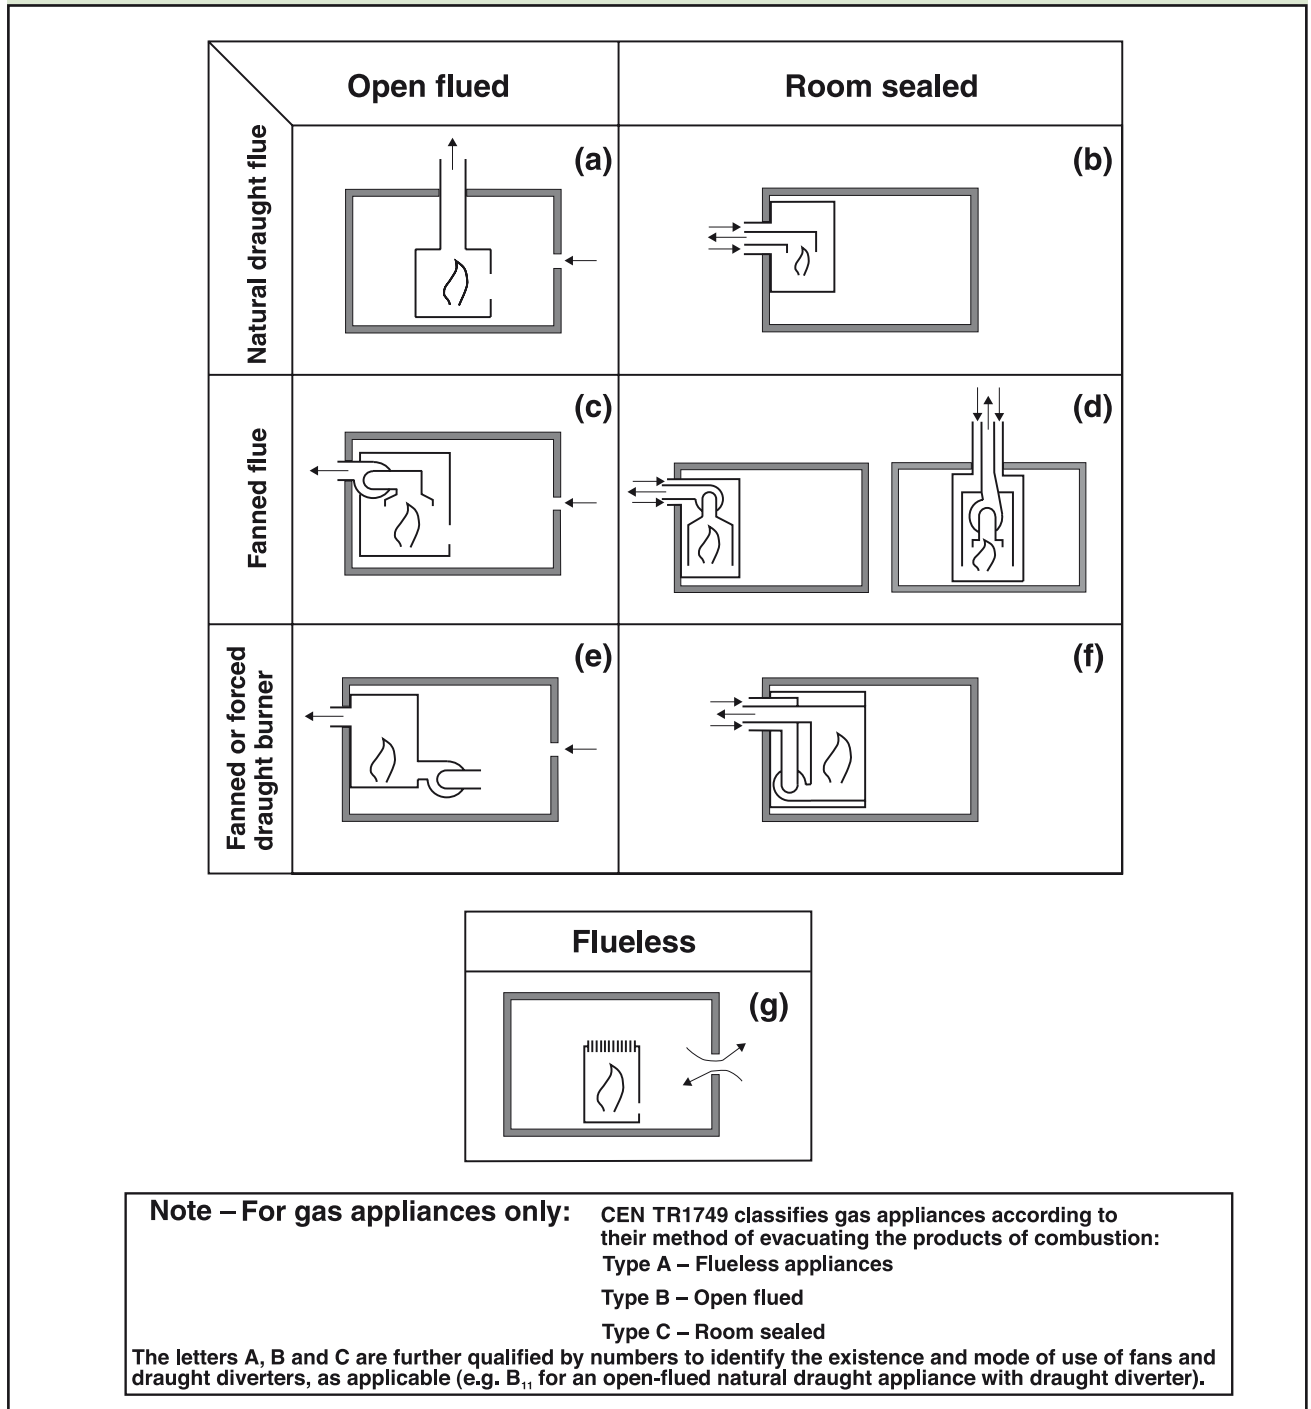 Open flued
Room sealed
Natural draught flue
(a)
(b)
Fanned flue
(c)
(d)
Fanned or forced
draught burner
(e)
(f)
Flueless
(g)
Note – For gas appliances only:
CEN TR1749 classifies gas appliances according to
their method of evacuating the products of combustion:
Type A – Flueless appliances
Type B – Open flued
Type C – Room sealed
The letters A, B and C are further qualified by numbers to identify the existence and mode of use of fans and
draught diverters, as applicable (e.g. B₁₁ for an open-flued natural draught appliance with draught diverter).